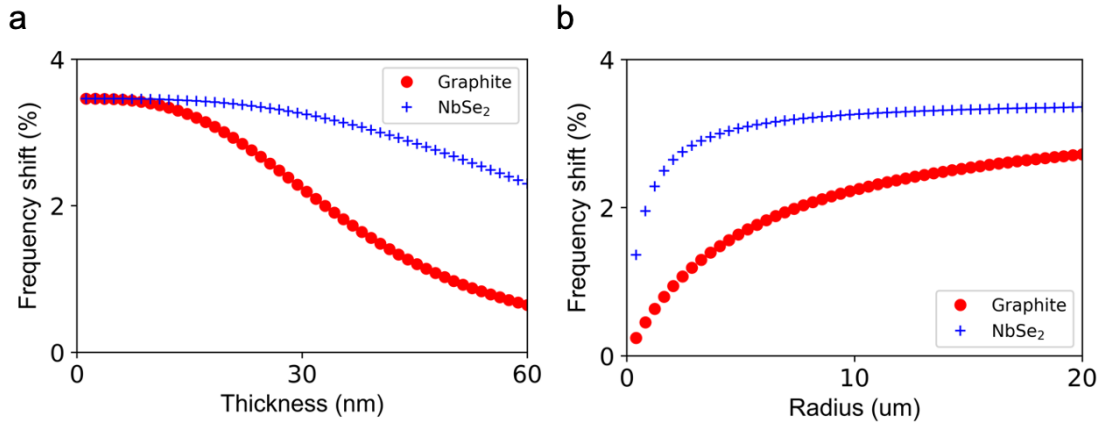 a
4
2
0
0
30
60
Frequency shift (%)
Thickness (nm)
Graphite
NbSe₂
b
4
2
0
0
10
20
Frequency shift (%)
Radius (um)
Graphite
NbSe₂